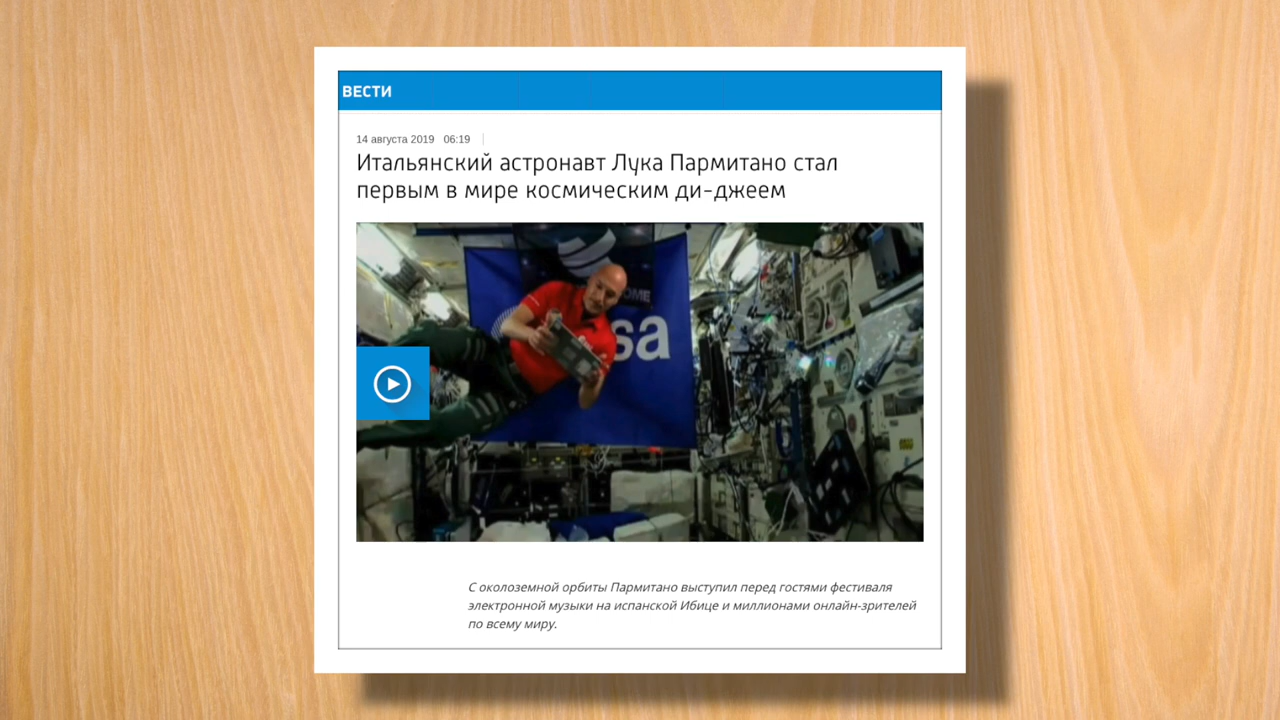 ВЕСТИ
14 августа 2019 06:19
Итальянский астронавт Лука Пармитано стал
первым в мире космическим ди-джеем
OME
sa
С околоземной орбиты Пармитано выступил перед гостями фестиваля
электронной музыки на испанской Ибице и миллионами онлайн-зрителей
по всему миру.